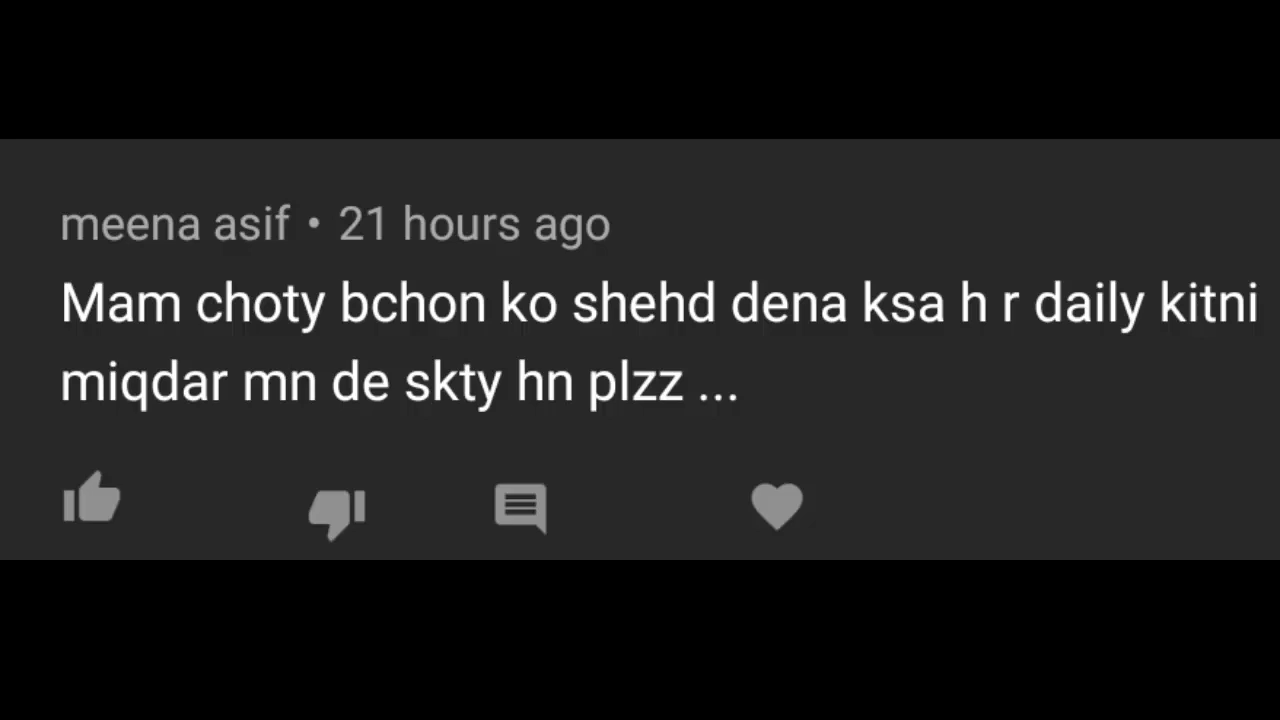 meena asif • 21 hours ago
Mam choty bchon ko shehd dena ksa h r daily kitni
miqdar mn de skty hn plzz ...